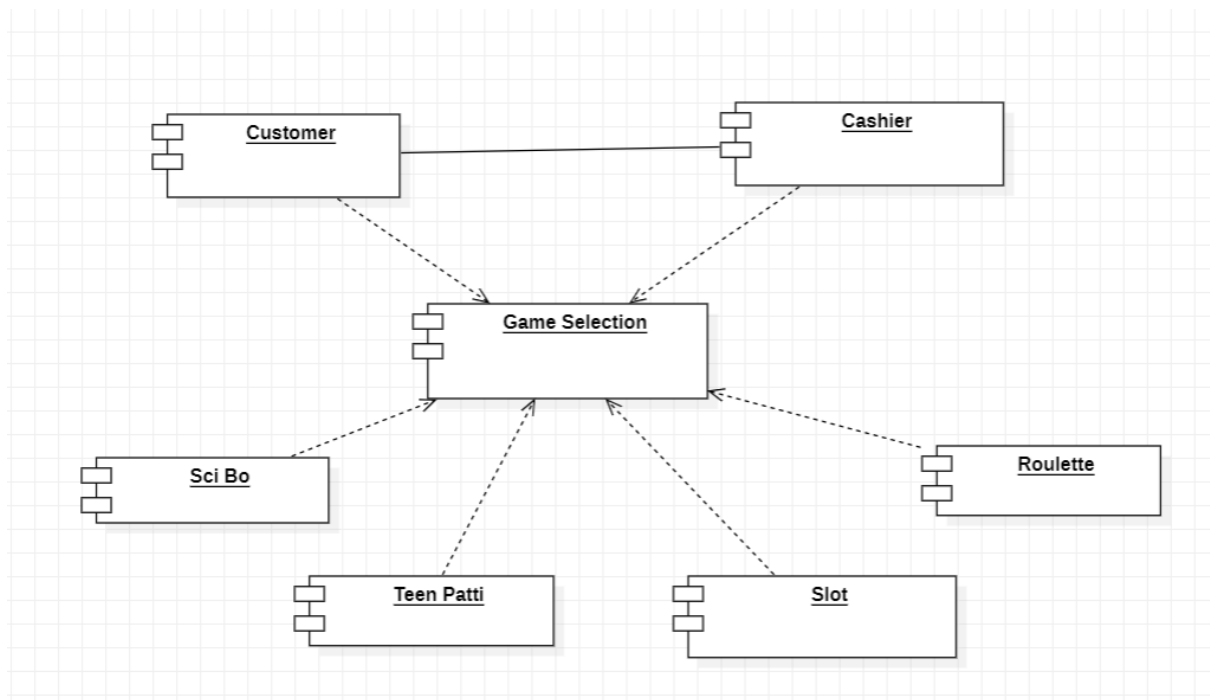 Customer
Cashier
Game Selection
Sci Bo
Roulette
Teen Patti
Slot